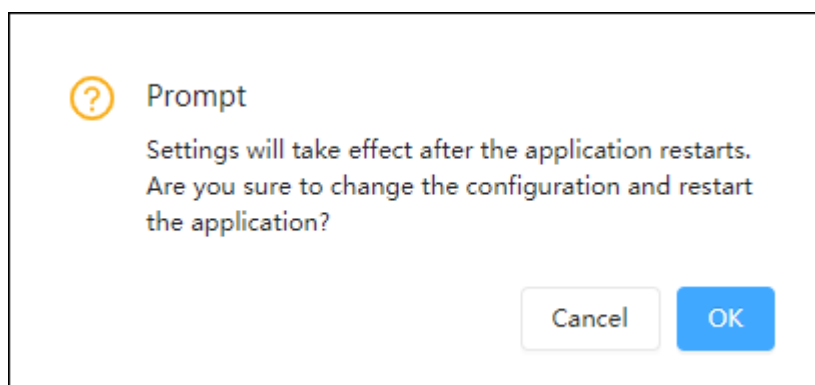 Prompt
Settings will take effect after the application restarts.
Are you sure to change the configuration and restart
the application?
Cancel
OK